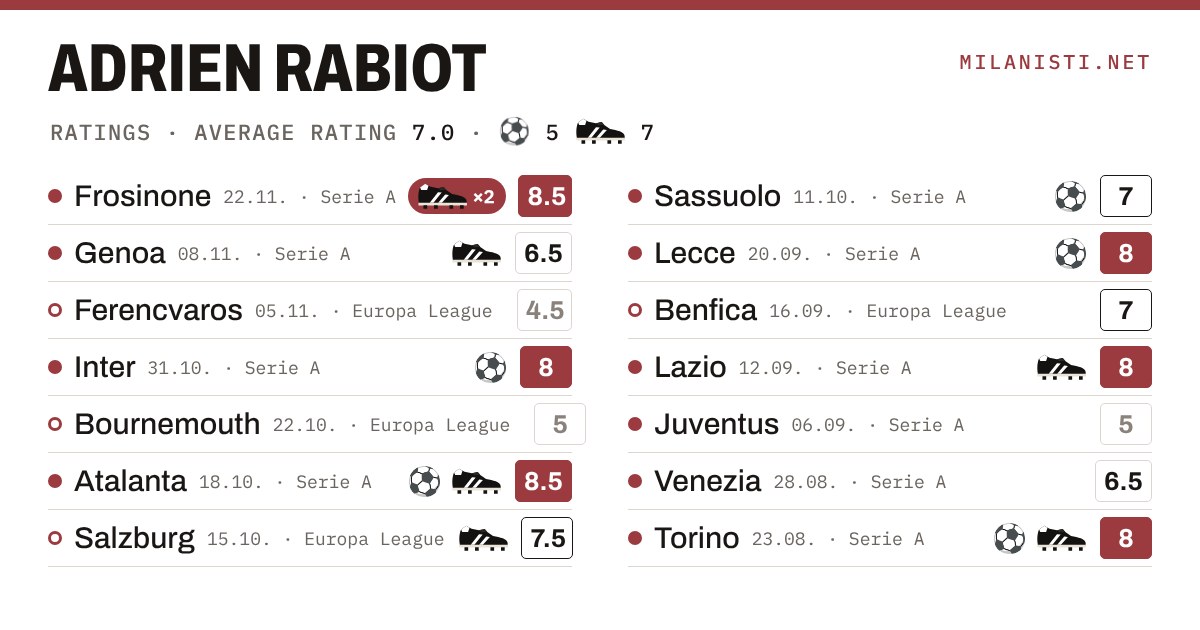 ADRIEN RABIOT
MILANISTI.NET
RATINGS · AVERAGE RATING 7.0 · 5 7
Frosinone 22.11. · Serie A ×2 8.5
Genoa 08.11. · Serie A 6.5
Ferencvaros 05.11. · Europa League 4.5
Inter 31.10. · Serie A 8
Bournemouth 22.10. · Europa League 5
Atalanta 18.10. · Serie A 8.5
Salzburg 15.10. · Europa League 7.5
Sassuolo 11.10. · Serie A 7
Lecce 20.09. · Serie A 8
Benfica 16.09. · Europa League 7
Lazio 12.09. · Serie A 8
Juventus 06.09. · Serie A 5
Venezia 28.08. · Serie A 6.5
Torino 23.08. · Serie A 8